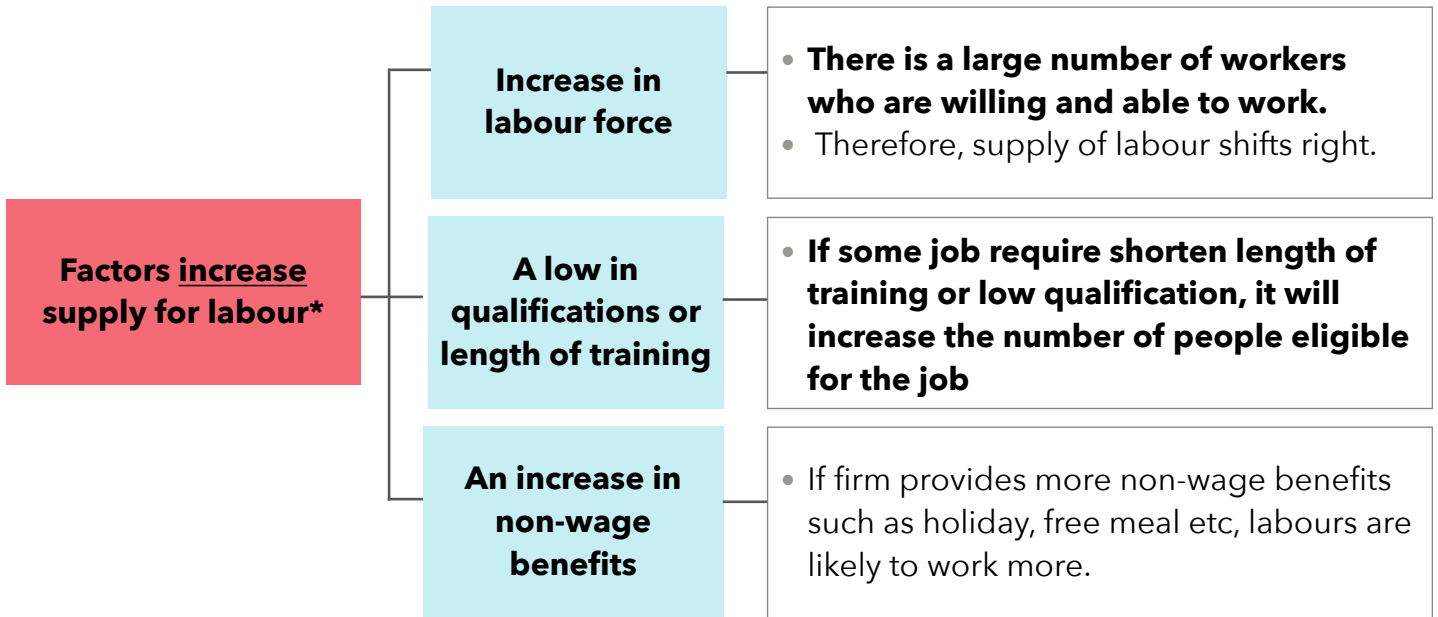 Factors increase
supply for labour*
Increase in
labour force
• There is a large number of workers
who are willing and able to work.
• Therefore, supply of labour shifts right.
A low in
qualifications or
length of training
• If some job require shorten length of
training or low qualification, it will
increase the number of people eligible
for the job
An increase in
non-wage
benefits
• If firm provides more non-wage benefits
such as holiday, free meal etc, labours are
likely to work more.